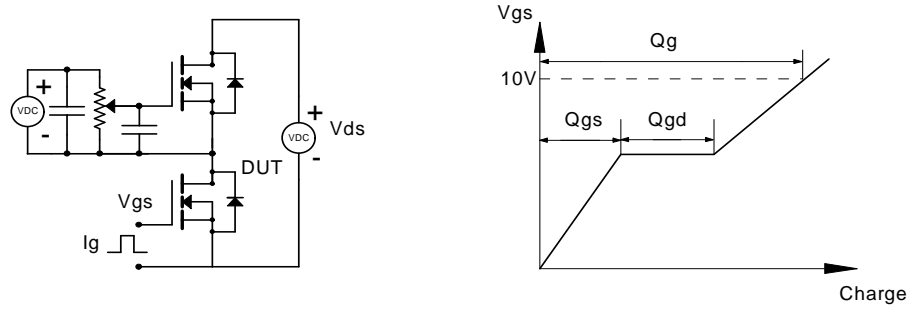 +
VDC
-
+
VDC
-
Vds
DUT
Vgs
Ig
Vgs
Qg
10V
Qgs
Qgd
Charge